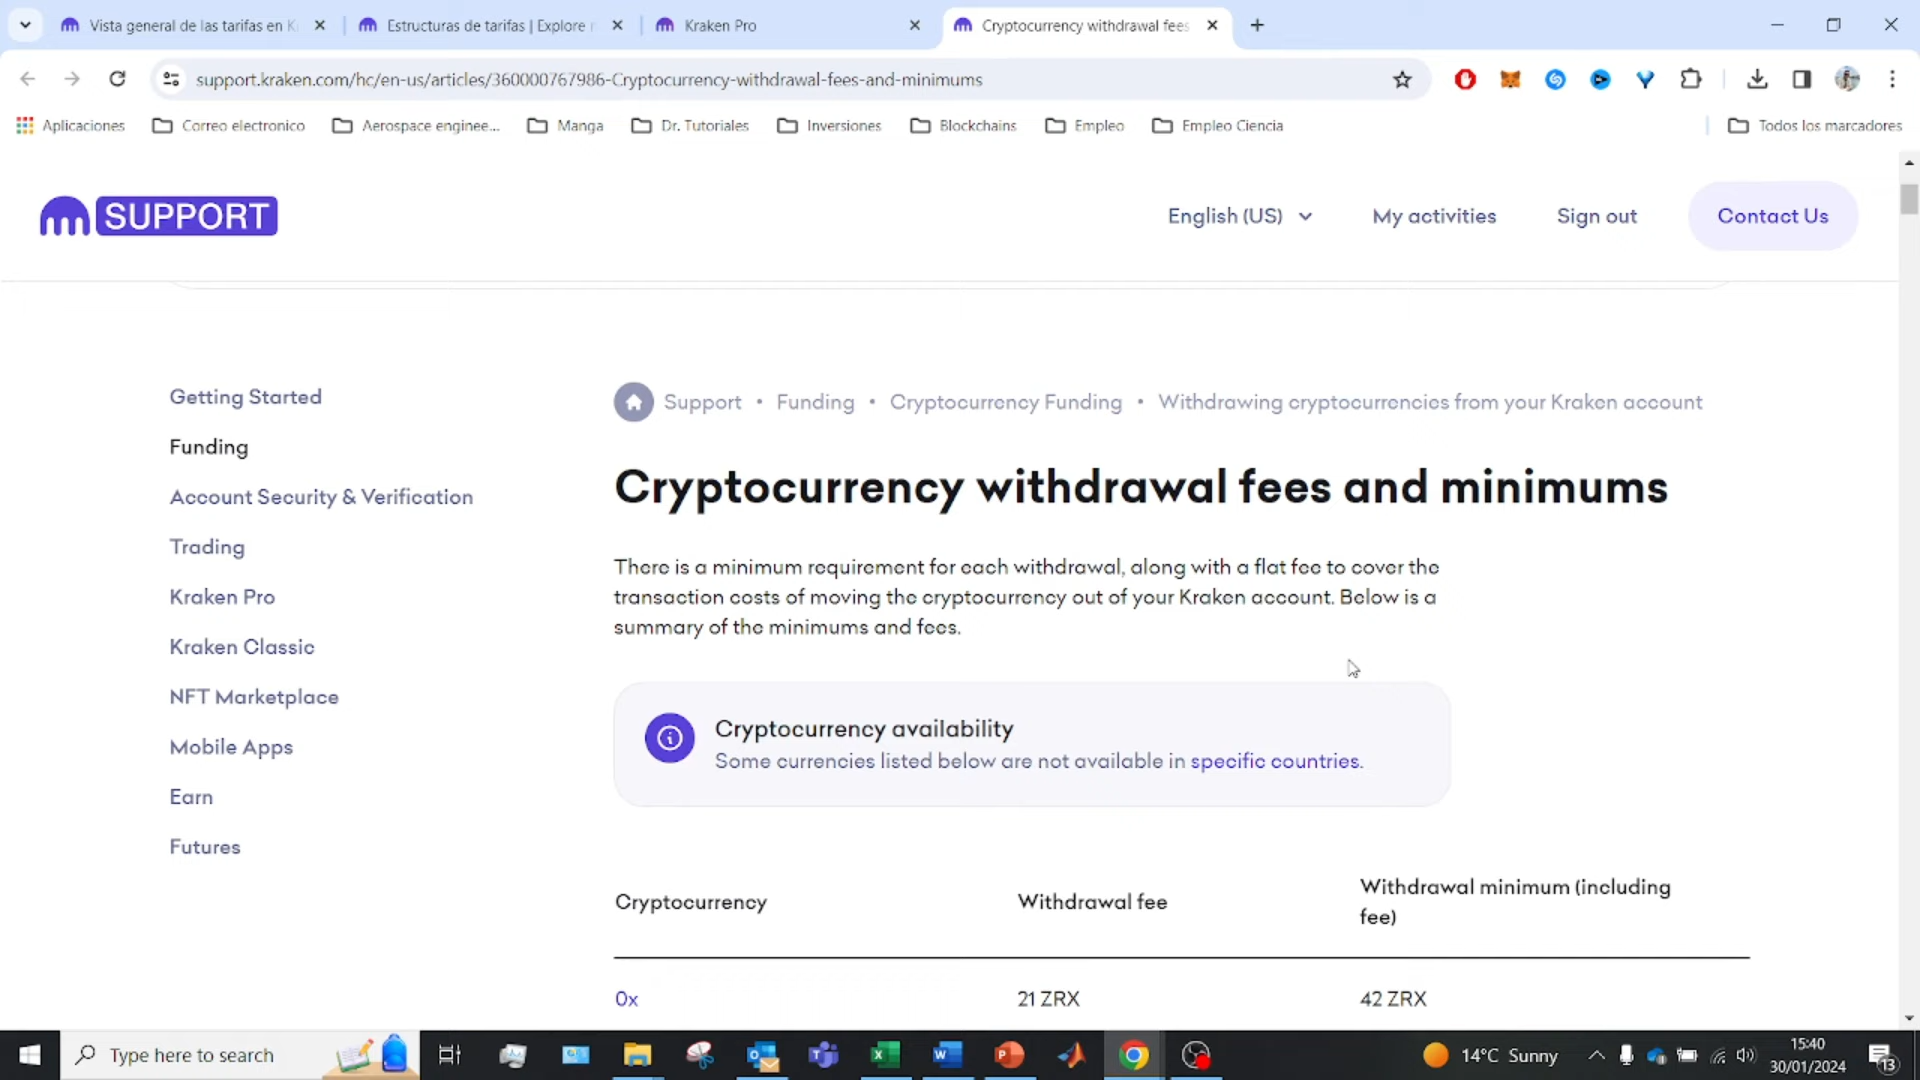 Vista general de las tarifas en K
Estructuras de tarifas | Explore
Kraken Pro
Cryptocurrency withdrawal fees
support.kraken.com/hc/en-us/articles/360000767986-Cryptocurrency-withdrawal-fees-and-minimums
Aplicaciones
Correo electronico
Aerospace enginee...
Manga
Dr. Tutoriales
Inversiones
Blockchains
Empleo
Empleo Ciencia
Todos los marcadores
SUPPORT
English (US)
My activities
Sign out
Contact Us
Getting Started
Funding
Account Security & Verification
Trading
Kraken Pro
Kraken Classic
NFT Marketplace
Mobile Apps
Earn
Futures
Support • Funding • Cryptocurrency Funding • Withdrawing cryptocurrencies from your Kraken account
Cryptocurrency withdrawal fees and minimums
There is a minimum requirement for each withdrawal, along with a flat fee to cover the
transaction costs of moving the cryptocurrency out of your Kraken account. Below is a
summary of the minimums and fees.
Cryptocurrency availability
Some currencies listed below are not available in specific countries.
Cryptocurrency
Withdrawal fee
Withdrawal minimum (including
fee)
0x
21 ZRX
42 ZRX
Type here to search
14°C Sunny
15:40
30/01/2024
13